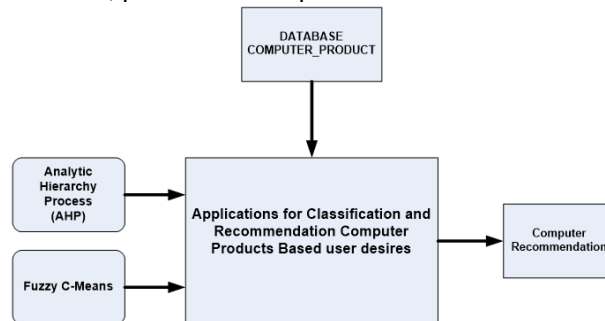 DATABASE
COMPUTER_PRODUCT
Analytic
Hierarchy
Process
(AHP)
Applications for Classification and
Recommendation Computer
Products Based user desires
Computer
Recommendation
Fuzzy C-Means